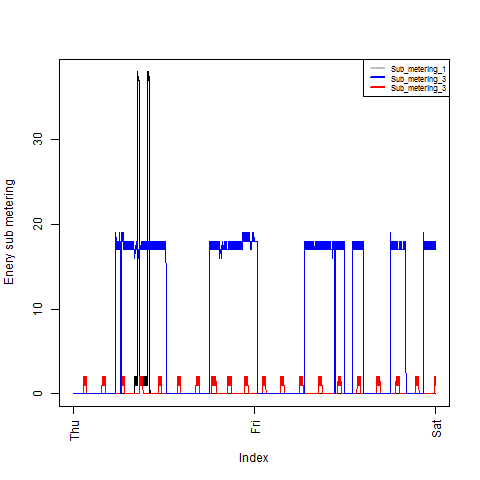 Sub_metering_1
Sub_metering_3
Sub_metering_3
Enery sub metering
30
20
10
0
Thu
Fri
Sat
Index